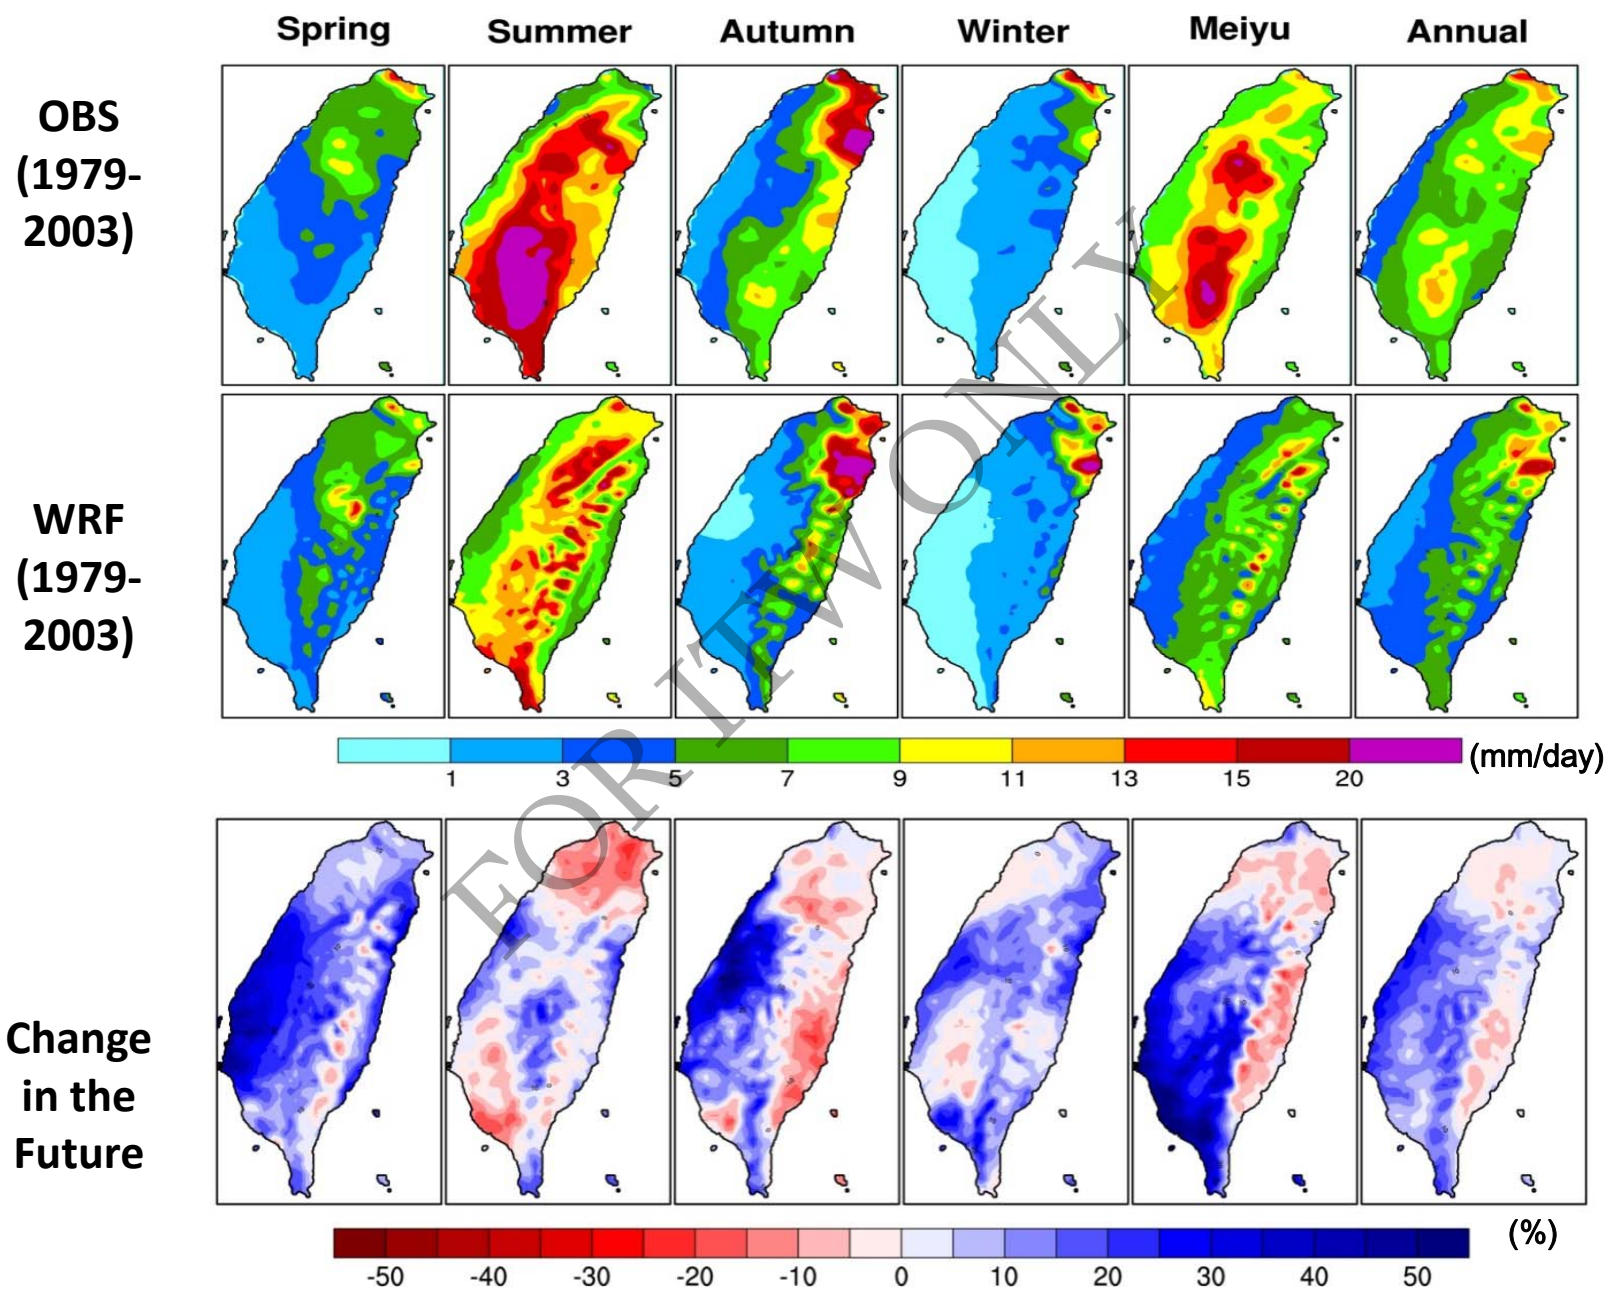 Spring Summer Autumn Winter Meiyu Annual
OBS
(1979-
2003)
WRF
(1979-
2003)
1 3 5 7 9 11 13 15 20 (mm/day)
Change
in the
Future
-50 -40 -30 -20 -10 0 10 20 30 40 50 (%)
FOR ITW ONLY